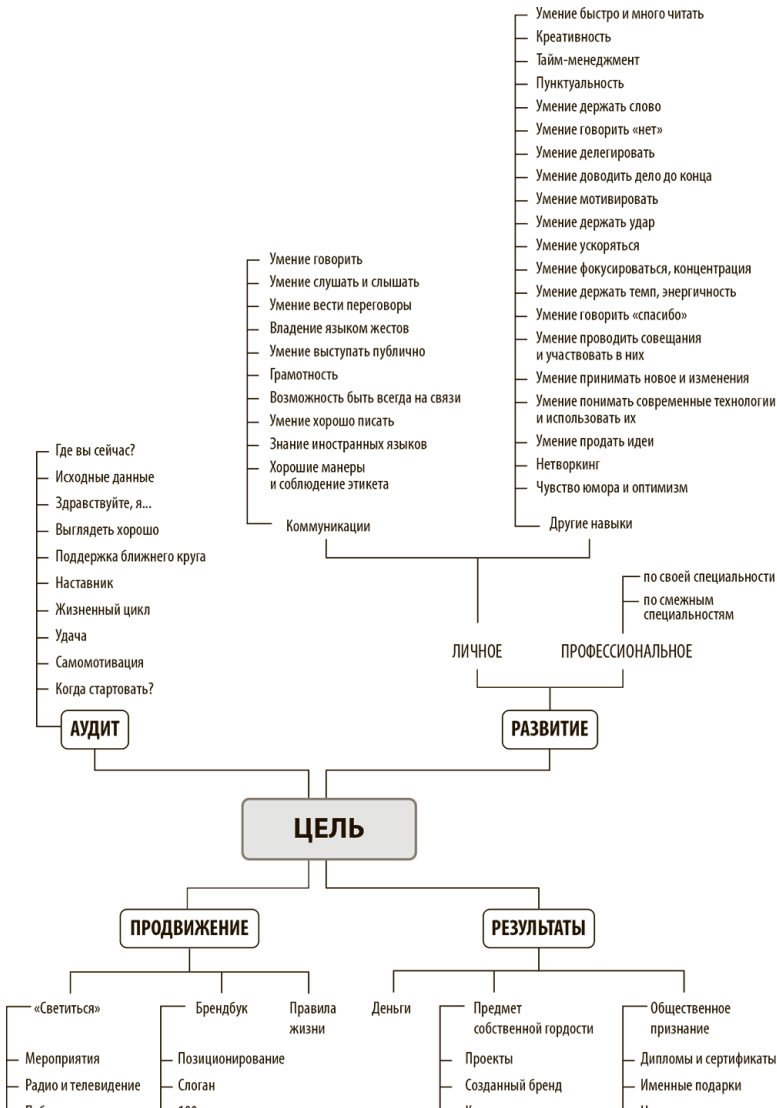 Умение быстро и много читать
Креативность
Тайм-менеджмент
Пунктуальность
Умение держать слово
Умение говорить «нет»
Умение делегировать
Умение доводить дело до конца
Умение мотивировать
Умение держать удар
Умение ускоряться
Умение фокусироваться, концентрация
Умение держать темп, энергичность
Умение говорить «спасибо»
Умение проводить совещания
и участвовать в них
Умение принимать новое и изменения
Умение понимать современные технологии
и использовать их
Умение продать идеи
Нетворкинг
Чувство юмора и оптимизм
Другие навыки
Умение говорить
Умение слушать и слышать
Умение вести переговоры
Владение языком жестов
Умение выступать публично
Грамотность
Возможность быть всегда на связи
Умение хорошо писать
Знание иностранных языков
Хорошие манеры
и соблюдение этикета
Коммуникации
Где вы сейчас?
Исходные данные
Здравствуйте, я...
Выглядеть хорошо
Поддержка ближнего круга
Наставник
Жизненный цикл
Удача
Самомотивация
Когда стартовать?
АУДИТ
по своей специальности
по смежным
специальностям
ЛИЧНОЕ
ПРОФЕССИОНАЛЬНОЕ
РАЗВИТИЕ
ЦЕЛЬ
ПРОДВИЖЕНИЕ
РЕЗУЛЬТАТЫ
«Светиться»
Мероприятия
Радио и телевидение
Брендбук
Позиционирование
Слоган
Правила
жизни
Деньги
Предмет
собственной гордости
Проекты
Созданный бренд
Общественное
признание
Дипломы и сертификаты
Именные подарки